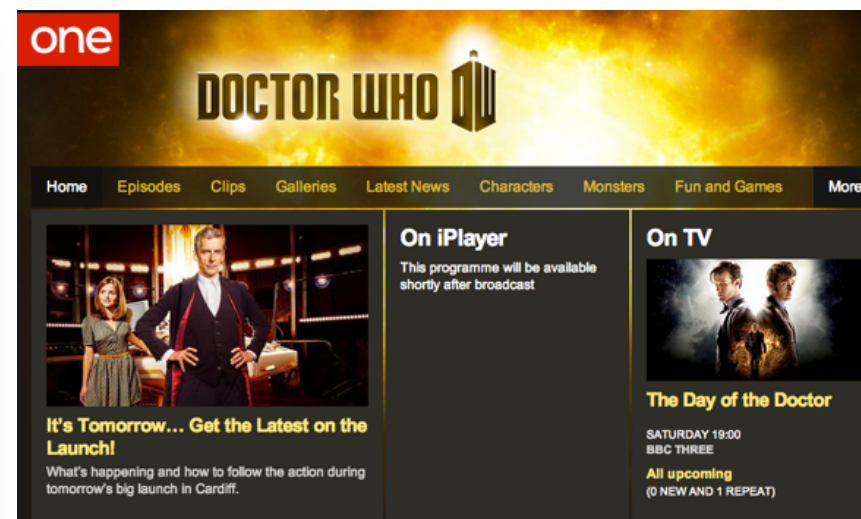 one
DOCTOR WHO DW
Home Episodes Clips Galleries Latest News Characters Monsters Fun and Games More
It's Tomorrow... Get the Latest on the
Launch!
What's happening and how to follow the action during
tomorrow's big launch in Cardiff.
On iPlayer
This programme will be available
shortly after broadcast
On TV
The Day of the Doctor
SATURDAY 19:00
BBC THREE
All upcoming
(0 NEW AND 1 REPEAT)